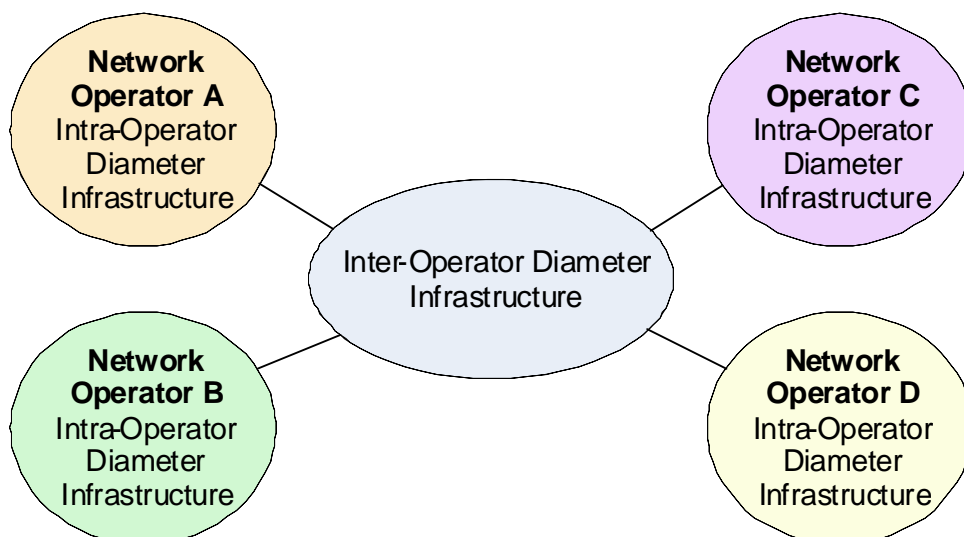 Network
Operator A
Intra-Operator
Diameter
Infrastructure
Network
Operator C
Intra-Operator
Diameter
Infrastructure
Inter-Operator Diameter
Infrastructure
Network
Operator B
Intra-Operator
Diameter
Infrastructure
Network
Operator D
Intra-Operator
Diameter
Infrastructure